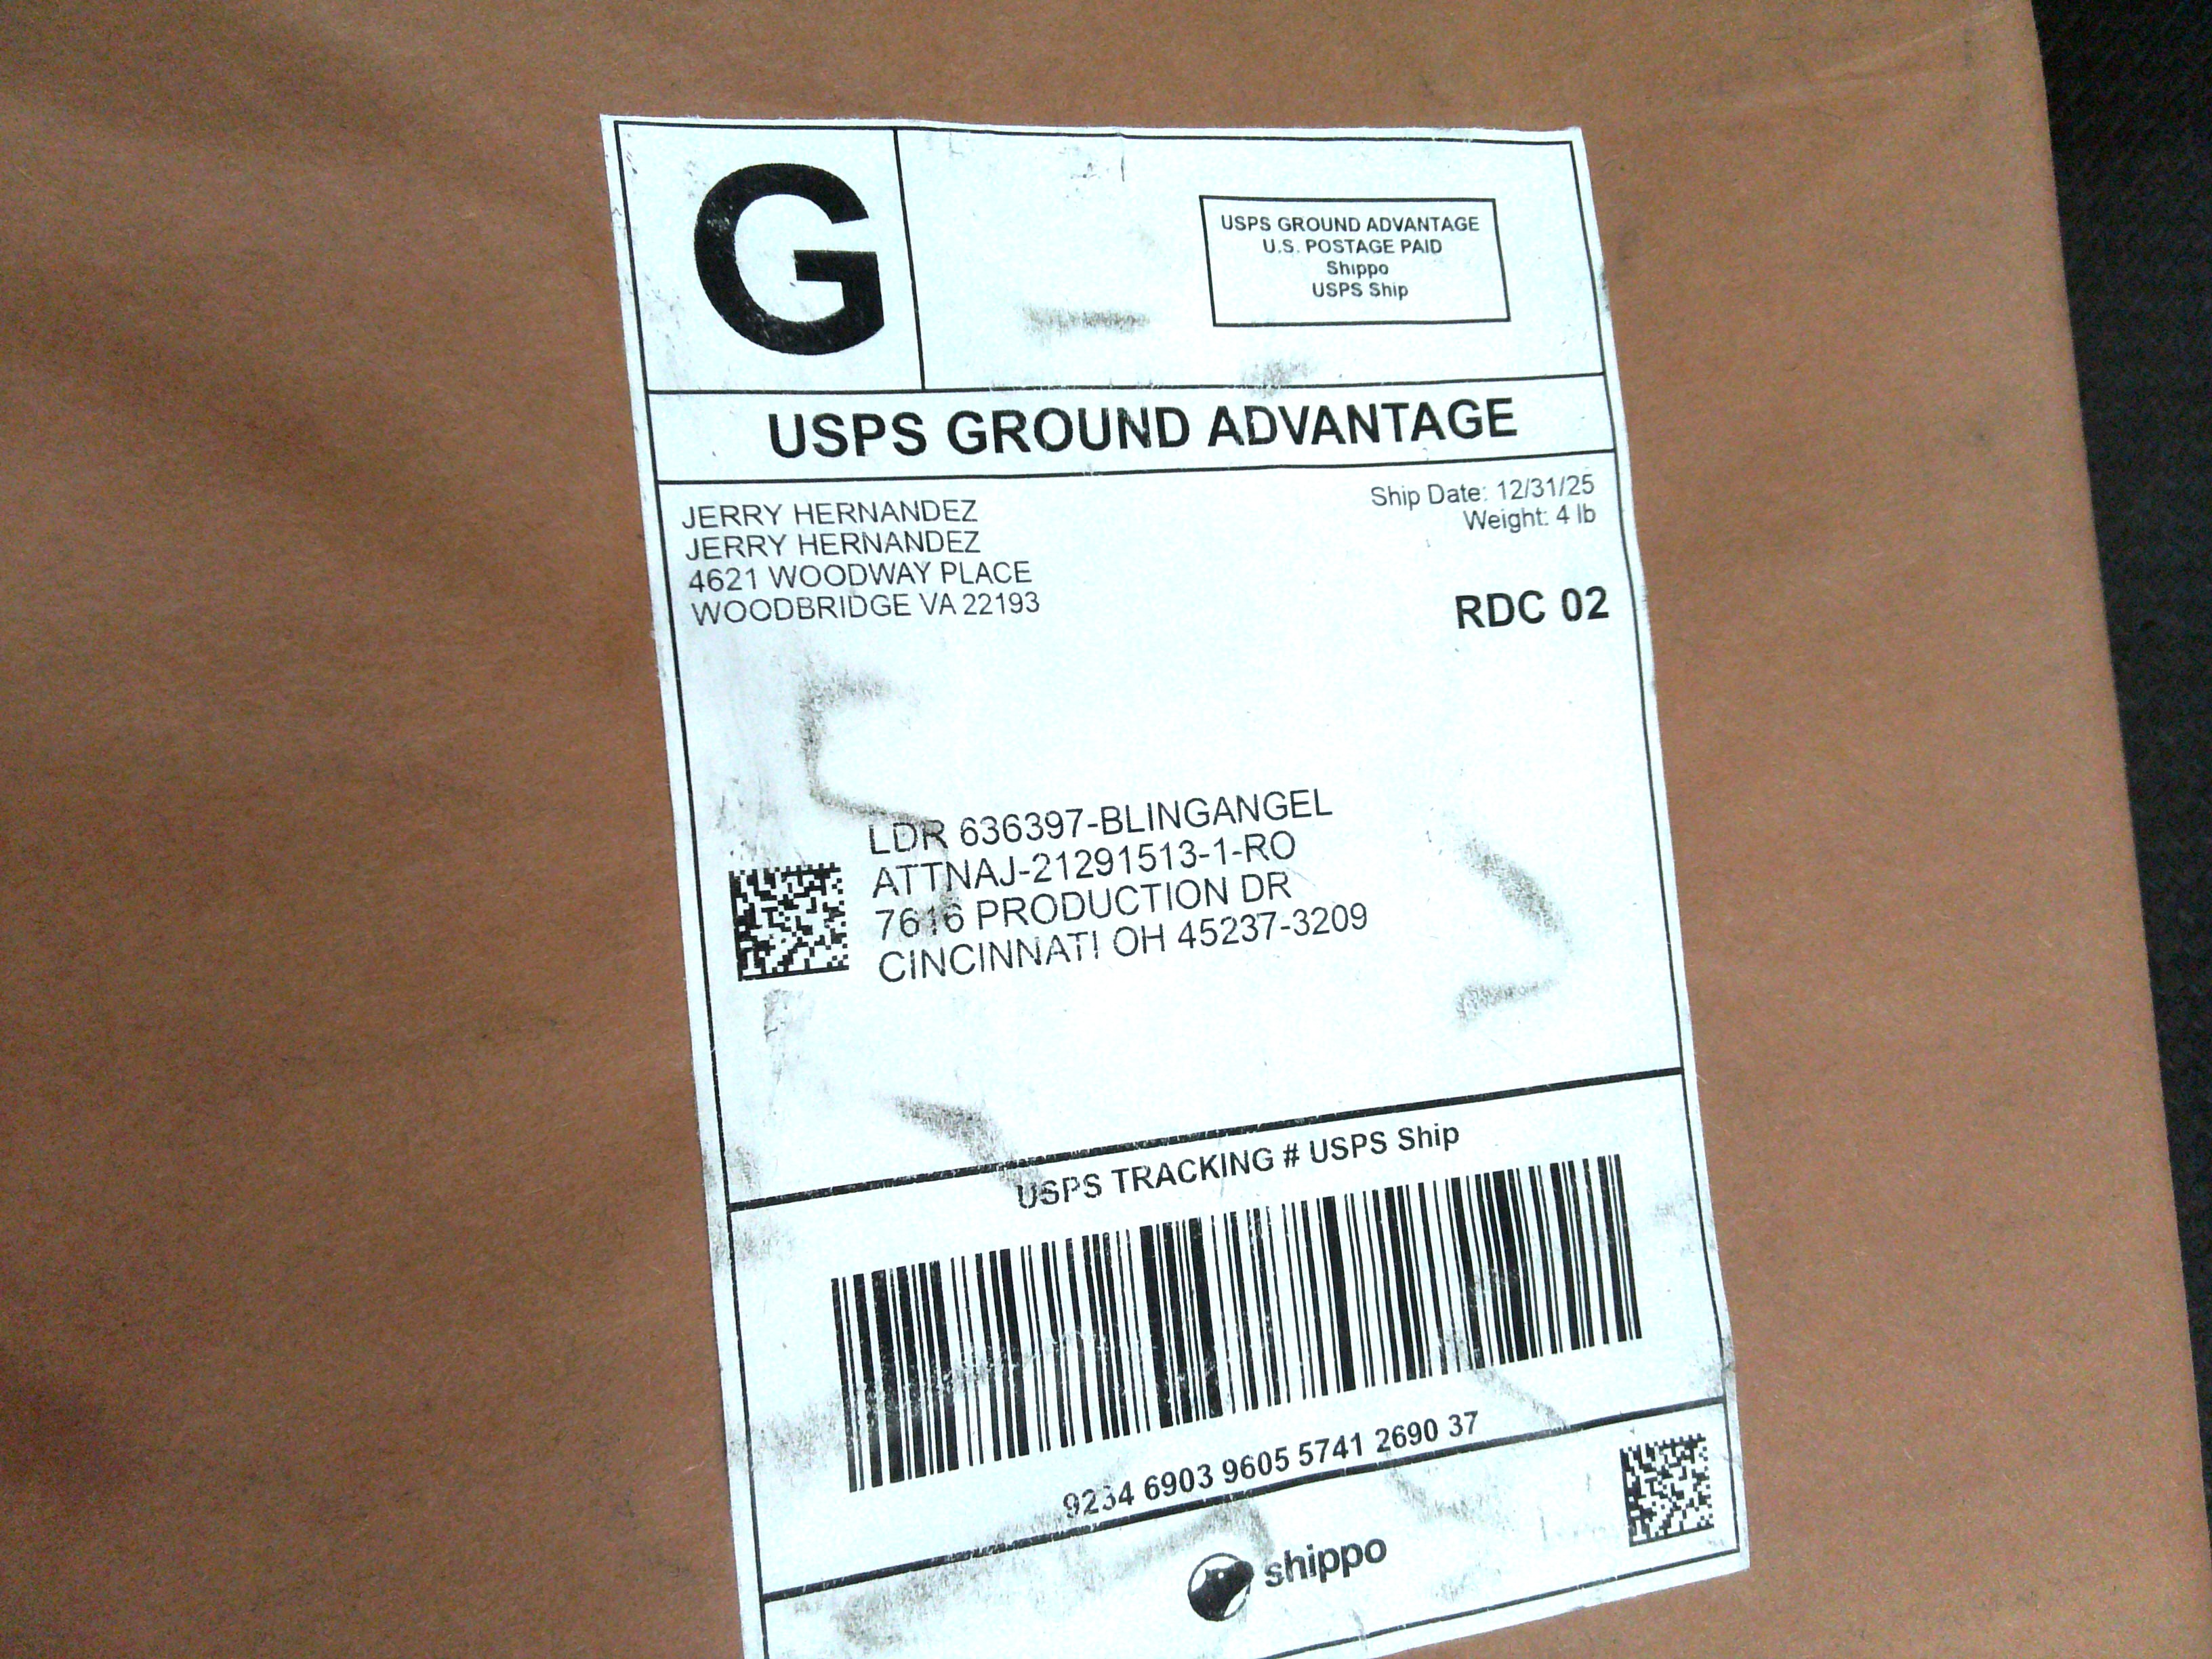 G
USPS GROUND ADVANTAGE
U.S. POSTAGE PAID
Shippo
USPS Ship
USPS GROUND ADVANTAGE
JERRY HERNANDEZ
JERRY HERNANDEZ
4621 WOODWAY PLACE
WOODBRIDGE VA 22193
Ship Date: 12/31/25
Weight: 4 lb
RDC 02
LDR 636397-BLINGANGEL
ATTNAJ-21291513-1-RO
7616 PRODUCTION DR
CINCINNATI OH 45237-3209
USPS TRACKING # USPS Ship
9234 6903 9605 5741 2690 37
shippo